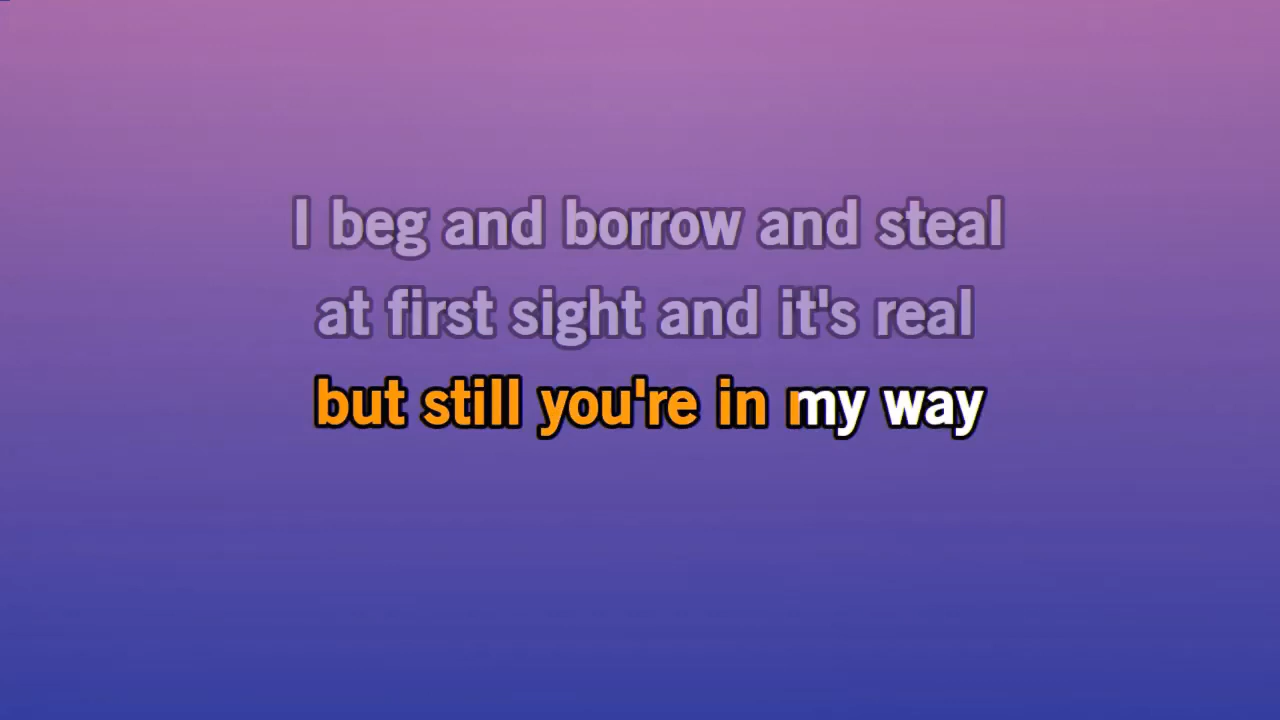 I beg and borrow and steal
at first sight and it's real
but still you're in my way